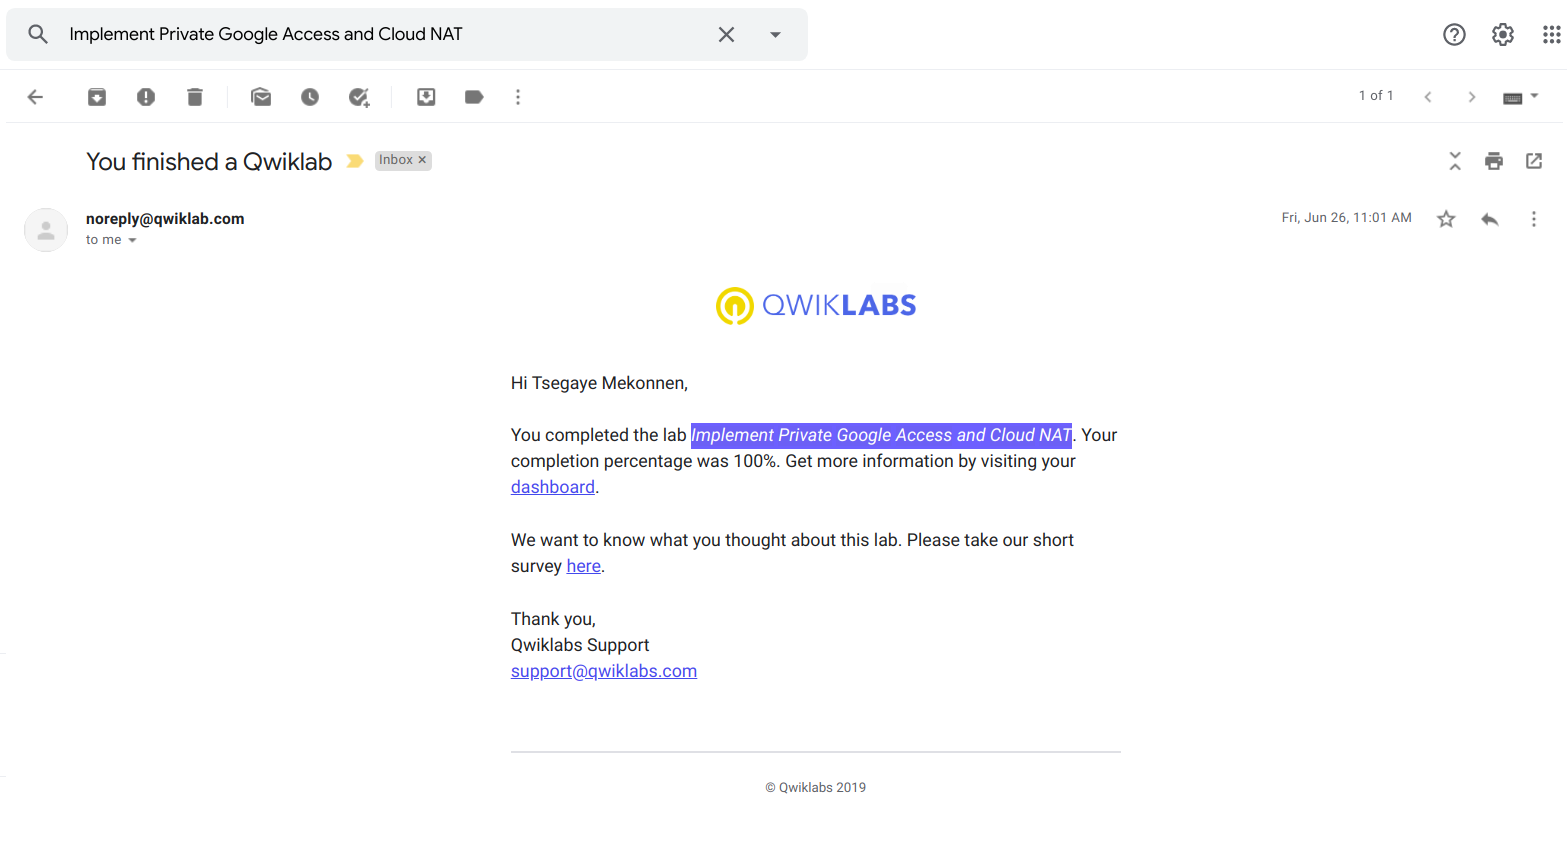 Implement Private Google Access and Cloud NAT
1 of 1
You finished a Qwiklab
Inbox
noreply@qwiklab.com
Fri, Jun 26, 11:01 AM
to me
QWIKLABS
Hi Tsegaye Mekonnen,
You completed the lab Implement Private Google Access and Cloud NAT. Your
completion percentage was 100%. Get more information by visiting your
dashboard.
We want to know what you thought about this lab. Please take our short
survey here.
Thank you,
Qwiklabs Support
support@qwiklabs.com
© Qwiklabs 2019